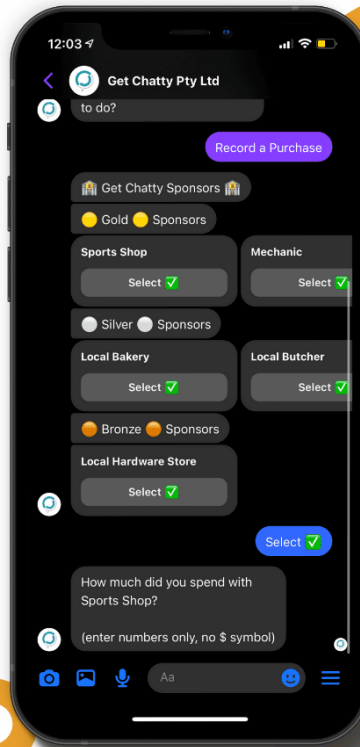 12:03
Get Chatty Pty Ltd
to do?
Record a Purchase
🏦 Get Chatty Sponsors 🏦
🟡 Gold 🟡 Sponsors
Sports Shop
Mechanic
Select ✅
Select ✅
⚪ Silver ⚪ Sponsors
Local Bakery
Local Butcher
Select ✅
Select ✅
🟠 Bronze 🟠 Sponsors
Local Hardware Store
Select ✅
Select ✅
How much did you spend with
Sports Shop?
(enter numbers only, no $ symbol)
Aa